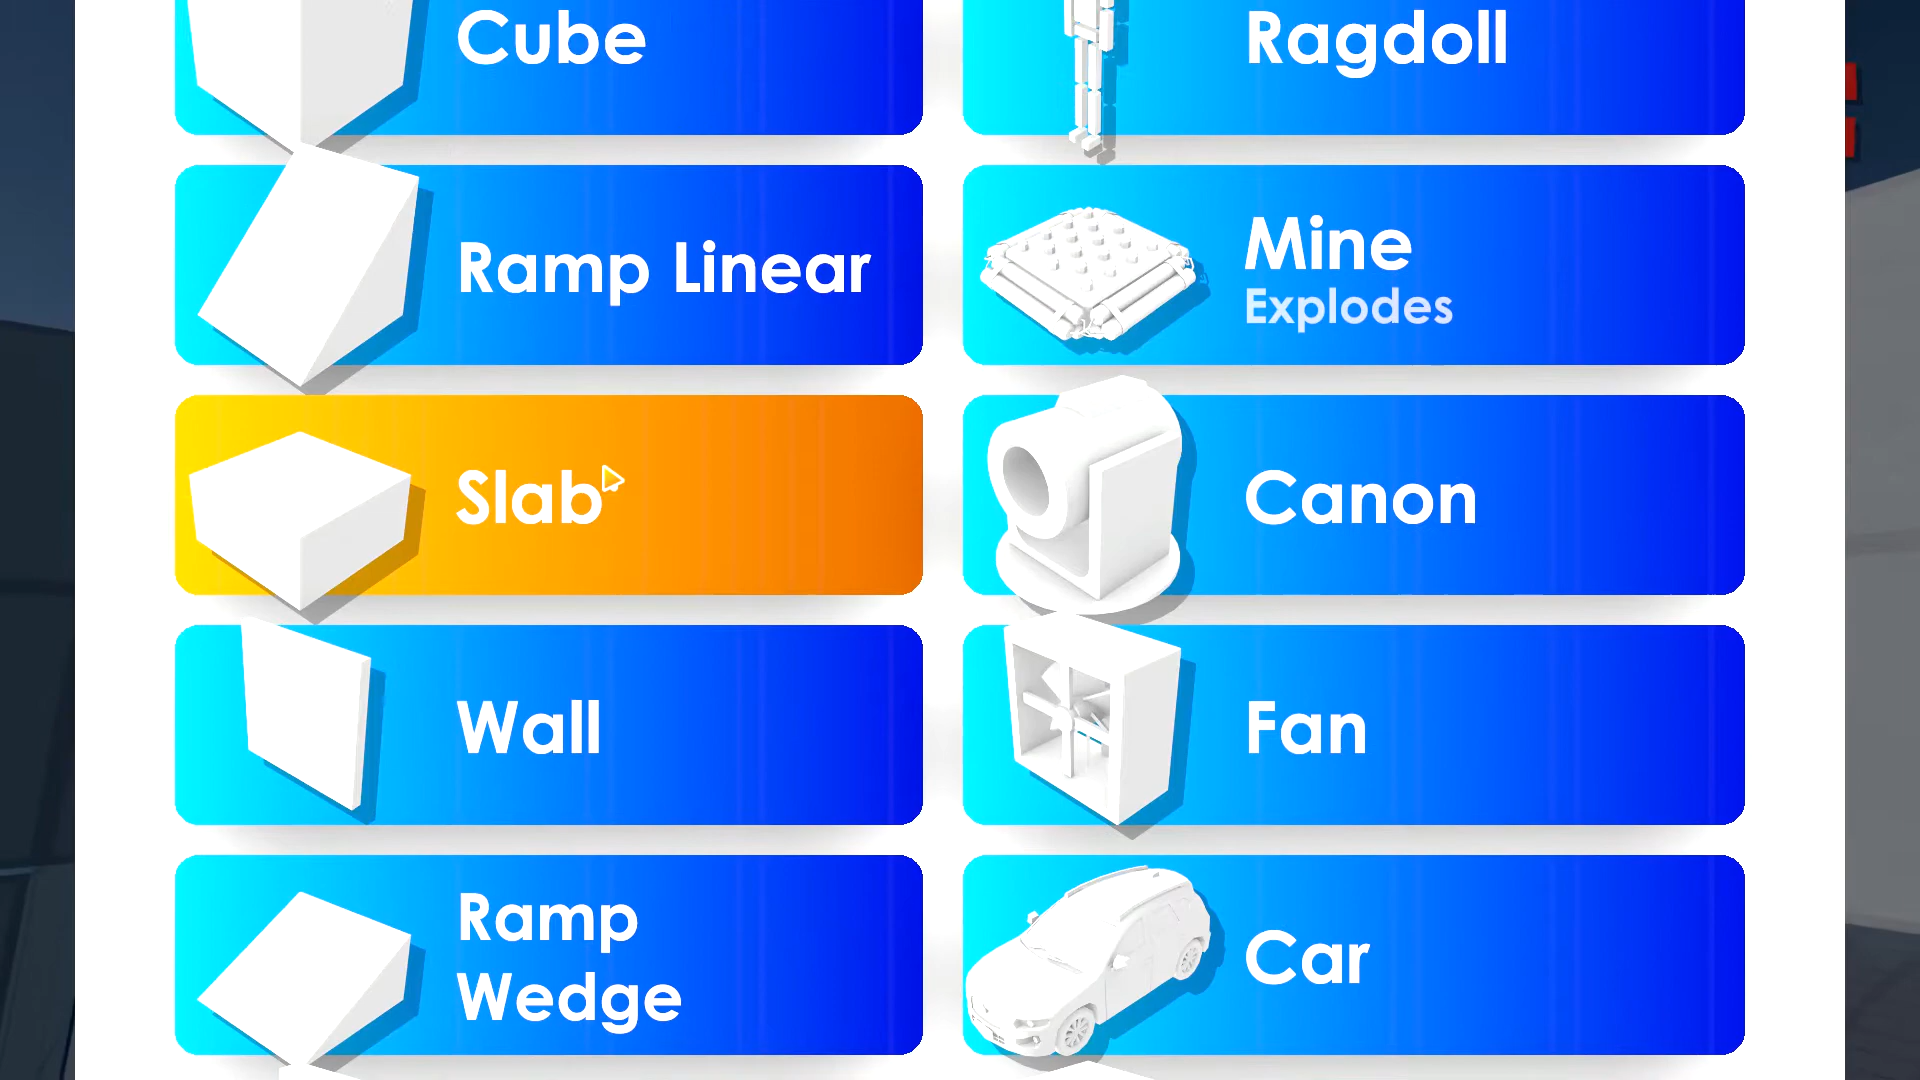 Cube
Ragdoll
Ramp Linear
Mine
Explodes
Slab
Canon
Wall
Fan
Ramp
Wedge
Car